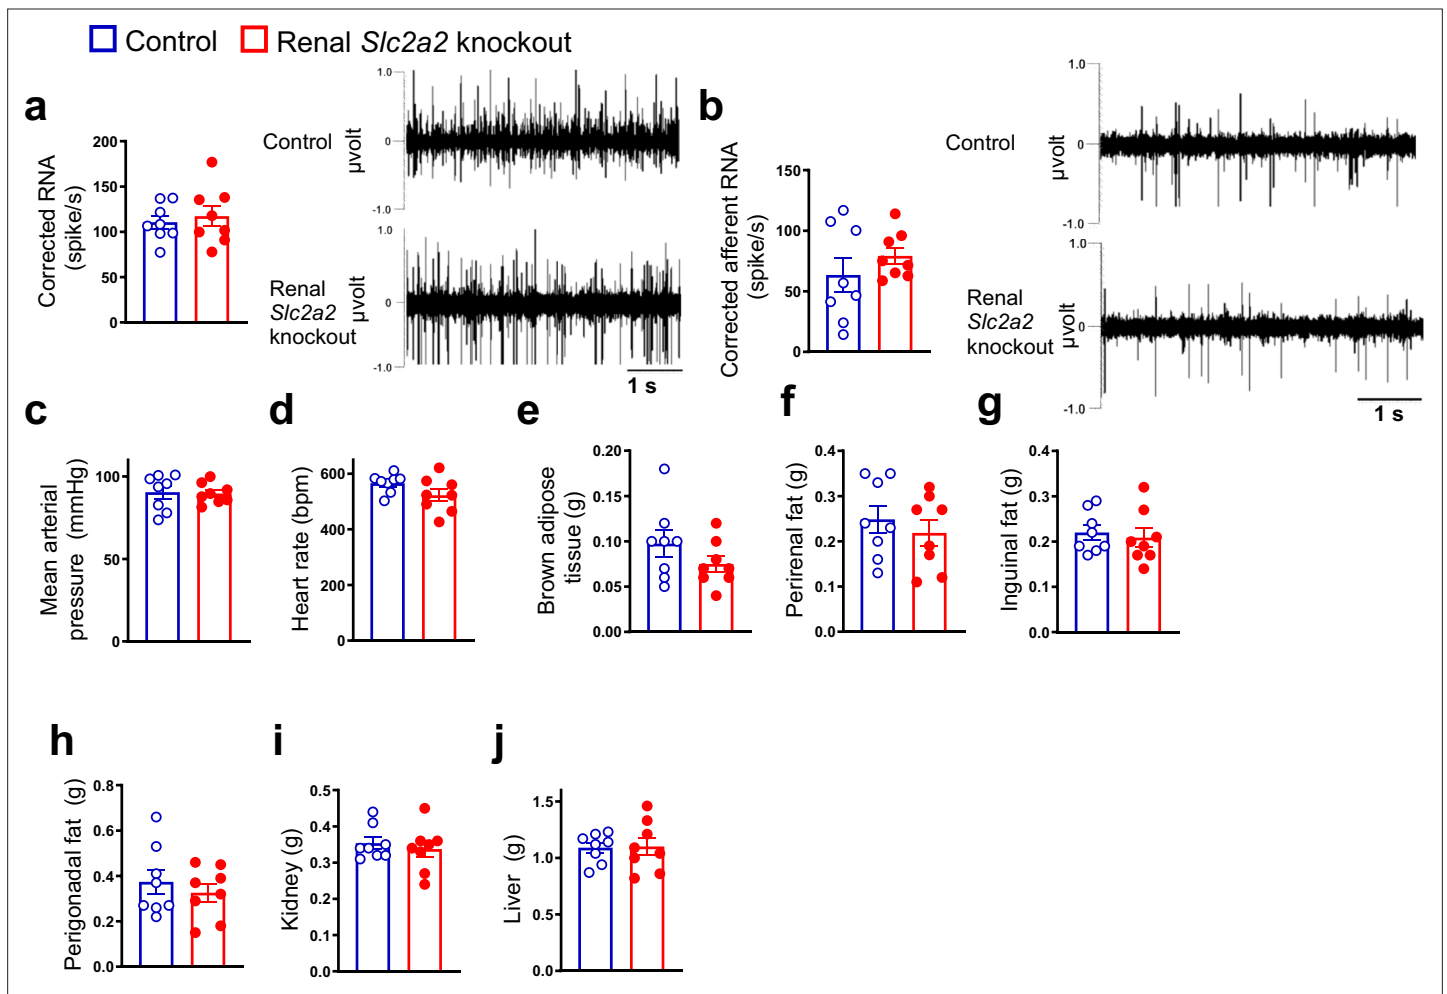 Control
Renal Slc2a2 knockout
a
Corrected RNA
(spike/s)
200
150
100
50
0
Control
µvolt
1.0
0
-1.0
Renal
Slc2a2
knockout
µvolt
1.0
0
-1.0
1 s
b
Corrected afferent RNA
(spike/s)
150
100
50
0
Control
µvolt
1.0
0
-1.0
Renal
Slc2a2
knockout
µvolt
1.0
0
-1.0
1 s
c
Mean arterial
pressure (mmHg)
100
50
0
d
Heart rate (bpm)
600
400
200
0
e
Brown adipose
tissue (g)
0.20
0.15
0.10
0.05
0.00
f
Perirenal fat (g)
0.4
0.3
0.2
0.1
0.0
g
Inguinal fat (g)
0.4
0.3
0.2
0.1
0.0
h
Perigonadal fat (g)
0.8
0.6
0.4
0.2
0.0
i
Kidney (g)
0.5
0.4
0.3
0.2
0.1
0.0
j
Liver (g)
1.5
1.0
0.5
0.0